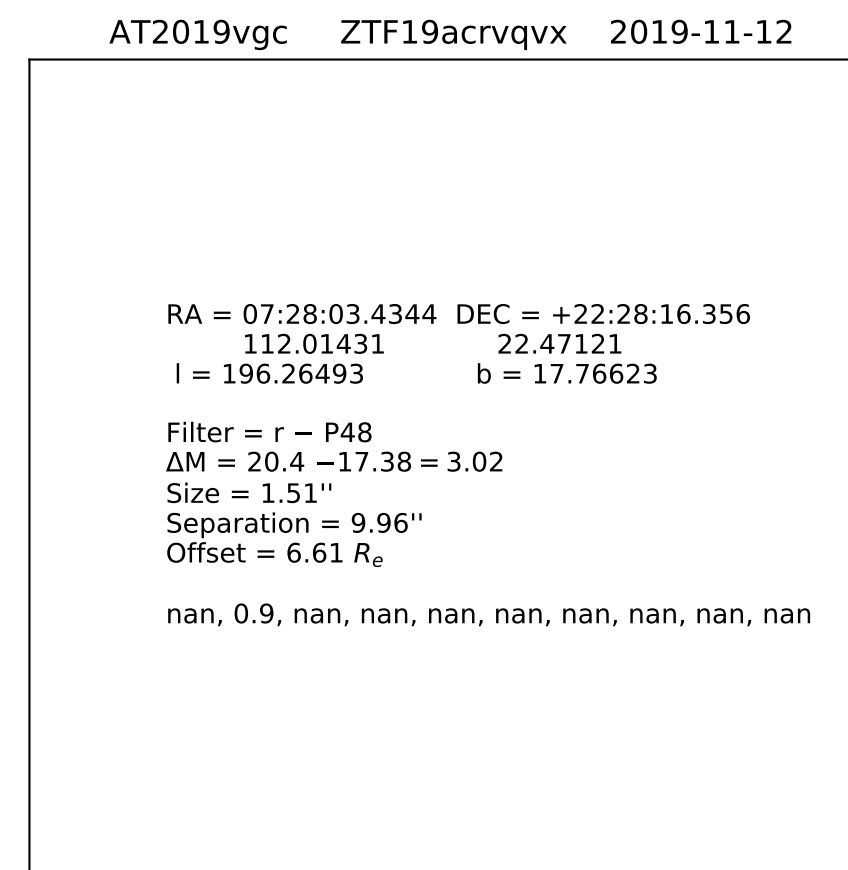 AT2019vgc ZTF19acrvqvx 2019-11-12
RA = 07:28:03.4344 DEC = +22:28:16.356
112.01431 22.47121
l = 196.26493 b = 17.76623
Filter = r − P48
ΔM = 20.4 −17.38 = 3.02
Size = 1.51''
Separation = 9.96''
Offset = 6.61 Re
nan, 0.9, nan, nan, nan, nan, nan, nan, nan, nan